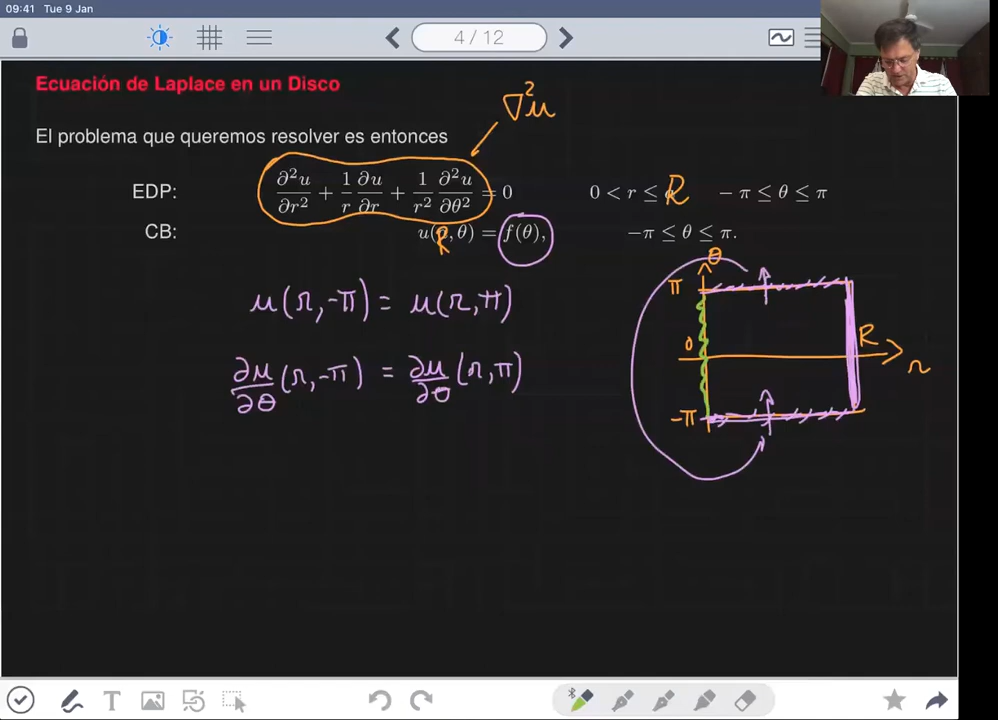 09:41 Tue 9 Jan
4 / 12
Ecuación de Laplace en un Disco
∇²u
El problema que queremos resolver es entonces
EDP: ∂²u/∂r² + 1/r ∂u/∂r + 1/r² ∂²u/∂θ² = 0 0 < r ≤ R − π ≤ θ ≤ π
CB: u(R, θ) = f(θ), −π ≤ θ ≤ π.
u(r,-π) = u(r,π)
∂u/∂θ (r,-π) = ∂u/∂θ (r,π)
θ
π
0
R
r
-π
T